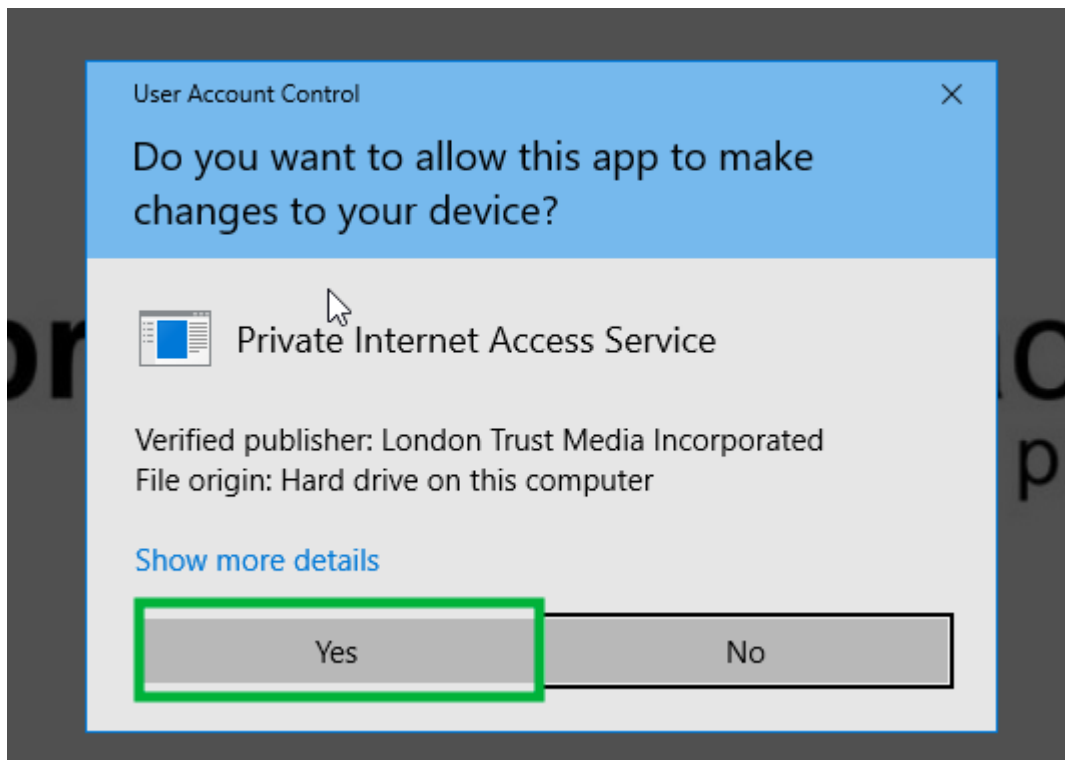 User Account Control
Do you want to allow this app to make
changes to your device?
Private Internet Access Service
Verified publisher: London Trust Media Incorporated
File origin: Hard drive on this computer
Show more details
Yes
No